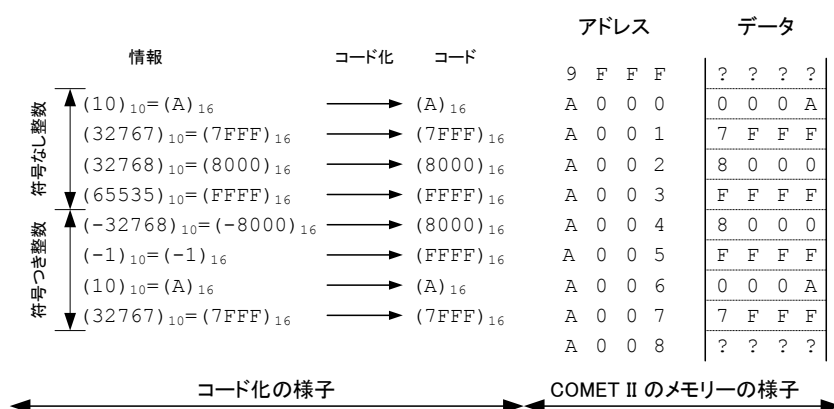 アドレス データ
情報 コード化 コード
9 F F F ? ? ? ?
符号なし整数
(10)10=(A)16 (A)16 A 0 0 0 0 0 0 A
(32767)10=(7FFF)16 (7FFF)16 A 0 0 1 7 F F F
(32768)10=(8000)16 (8000)16 A 0 0 2 8 0 0 0
(65535)10=(FFFF)16 (FFFF)16 A 0 0 3 F F F F
符号つき整数
(-32768)10=(-8000)16 (8000)16 A 0 0 4 8 0 0 0
(-1)10=(-1)16 (FFFF)16 A 0 0 5 F F F F
(10)10=(A)16 (A)16 A 0 0 6 0 0 0 A
(32767)10=(7FFF)16 (7FFF)16 A 0 0 7 7 F F F
A 0 0 8 ? ? ? ?
コード化の様子 COMET II のメモリーの様子